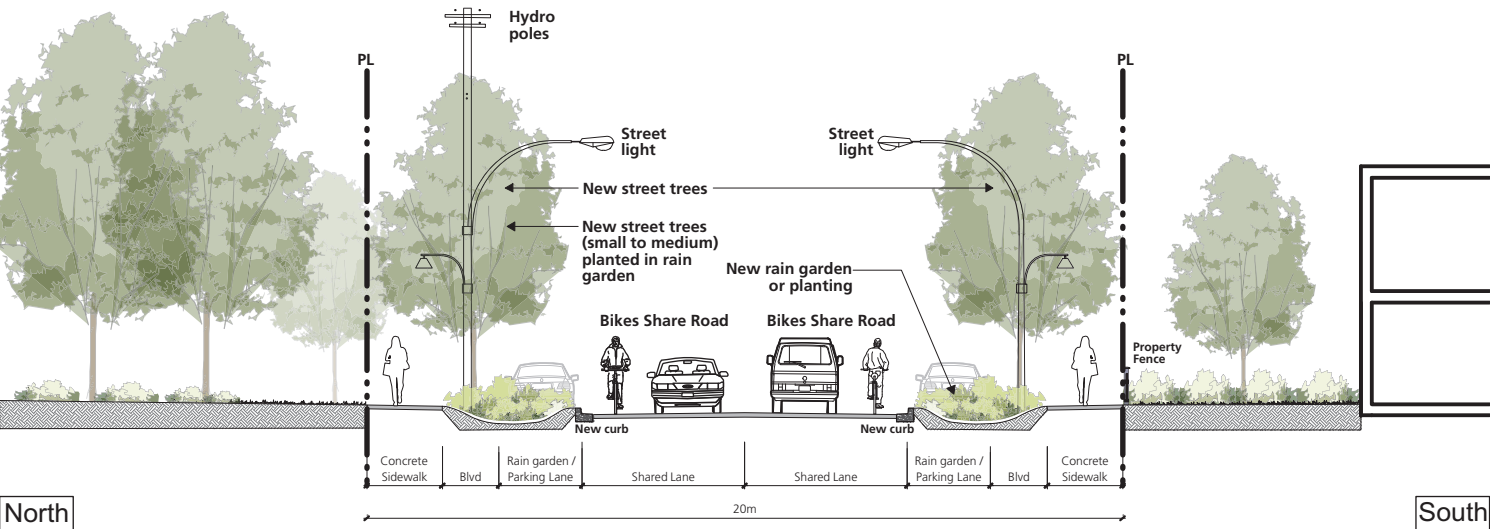 Hydro
poles
PL
PL
Street
light
Street
light
New street trees
New street trees
(small to medium)
planted in rain
garden
New rain garden
or planting
Bikes Share Road
Bikes Share Road
Property
Fence
New curb
New curb
Concrete
Sidewalk
Blvd
Rain garden /
Parking Lane
Shared Lane
Shared Lane
Rain garden /
Parking Lane
Blvd
Concrete
Sidewalk
North
20m
South